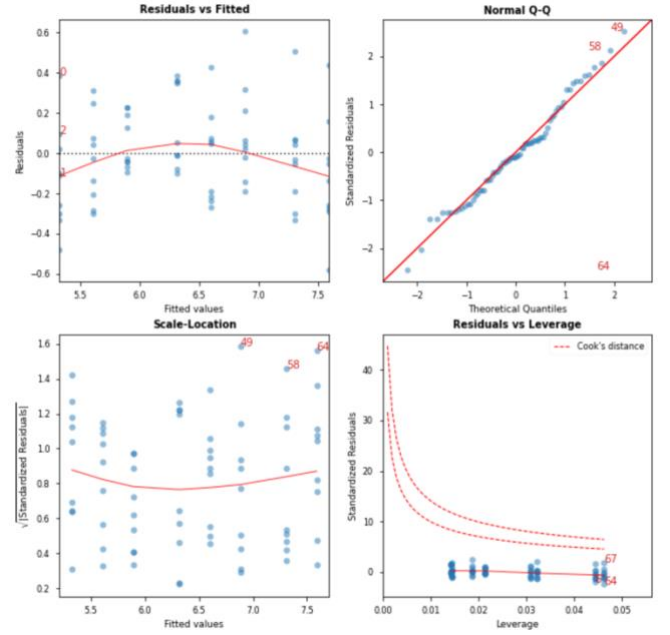 Residuals vs Fitted
Residuals
0.6
0.4
0.2
0.0
−0.2
−0.4
−0.6
0
2
1
5.5 6.0 6.5 7.0 7.5
Fitted values
Normal Q-Q
Standardized Residuals
2
1
0
−1
−2
49
58
64
−2 −1 0 1 2
Theoretical Quantiles
Scale-Location
√|Standardized Residuals|
1.6
1.4
1.2
1.0
0.8
0.6
0.4
0.2
49
64
58
5.5 6.0 6.5 7.0 7.5
Fitted values
Residuals vs Leverage
Cook's distance
Standardized Residuals
40
30
20
10
0
67
64
0.00 0.01 0.02 0.03 0.04 0.05
Leverage